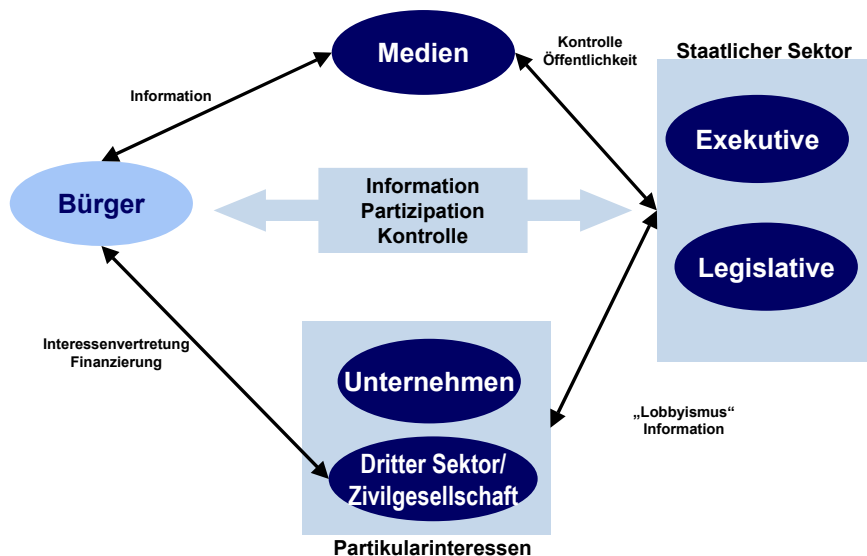 Medien
Kontrolle
Öffentlichkeit
Staatlicher Sektor
Information
Exekutive
Bürger
Information
Partizipation
Kontrolle
Legislative
Interessenvertretung
Finanzierung
Unternehmen
„Lobbyismus“
Information
Dritter Sektor/
Zivilgesellschaft
Partikularinteressen